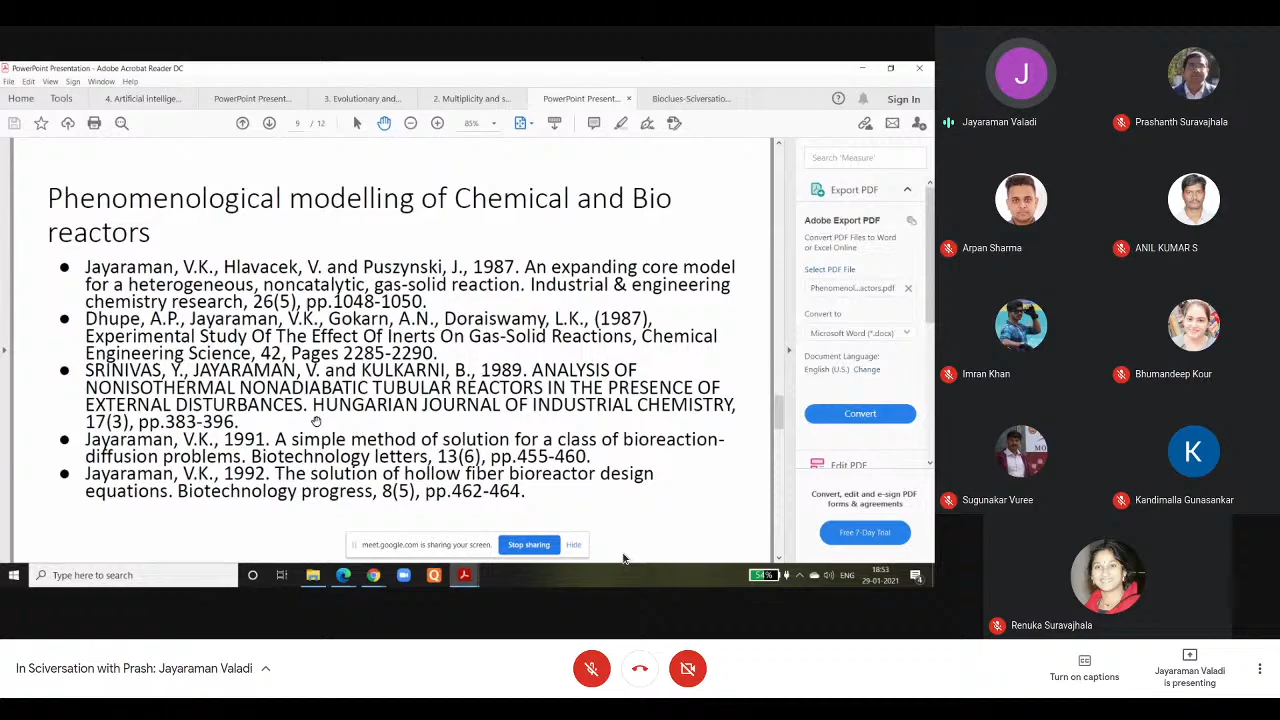 PowerPoint Presentation - Adobe Acrobat Reader DC
File Edit View Sign Window Help
Home Tools 4. Artificial intellige... PowerPoint Present... 3. Evolutionary and... 2. Multiplicity and s... PowerPoint Present... × Bioclues-Sciversatio... Sign In
9 / 12 85%
Search 'Measure'
Export PDF
Adobe Export PDF
Convert PDF Files to Word
or Excel Online
Select PDF File
Phenomenol...actors.pdf
Convert to
Microsoft Word (*.docx)
Document Language:
English (U.S.) Change
Convert
Edit PDF
Convert, edit and e-sign PDF
forms & agreements
Free 7-Day Trial
Phenomenological modelling of Chemical and Bio
reactors
● Jayaraman, V.K., Hlavacek, V. and Puszynski, J., 1987. An expanding core model
for a heterogeneous, noncatalytic, gas-solid reaction. Industrial & engineering
chemistry research, 26(5), pp.1048-1050.
● Dhupe, A.P., Jayaraman, V.K., Gokarn, A.N., Doraiswamy, L.K., (1987),
Experimental Study Of The Effect Of Inerts On Gas-Solid Reactions, Chemical
Engineering Science, 42, Pages 2285-2290.
● SRINIVAS, Y., JAYARAMAN, V. and KULKARNI, B., 1989. ANALYSIS OF
NONISOTHERMAL NONADIABATIC TUBULAR REACTORS IN THE PRESENCE OF
EXTERNAL DISTURBANCES. HUNGARIAN JOURNAL OF INDUSTRIAL CHEMISTRY,
17(3), pp.383-396.
● Jayaraman, V.K., 1991. A simple method of solution for a class of bioreaction-
diffusion problems. Biotechnology letters, 13(6), pp.455-460.
● Jayaraman, V.K., 1992. The solution of hollow fiber bioreactor design
equations. Biotechnology progress, 8(5), pp.462-464.
meet.google.com is sharing your screen. Stop sharing Hide
Type here to search
54% ENG 18:53
29-01-2021
4
J
Jayaraman Valadi
Prashanth Suravajhala
Arpan Sharma
ANIL KUMAR S
Imran Khan
Bhumandeep Kour
MO
K
Sugunakar Vuree
Kandimalla Gunasankar
Renuka Suravajhala
In Sciversation with Prash: Jayaraman Valadi
Turn on captions
Jayaraman Valadi
is presenting